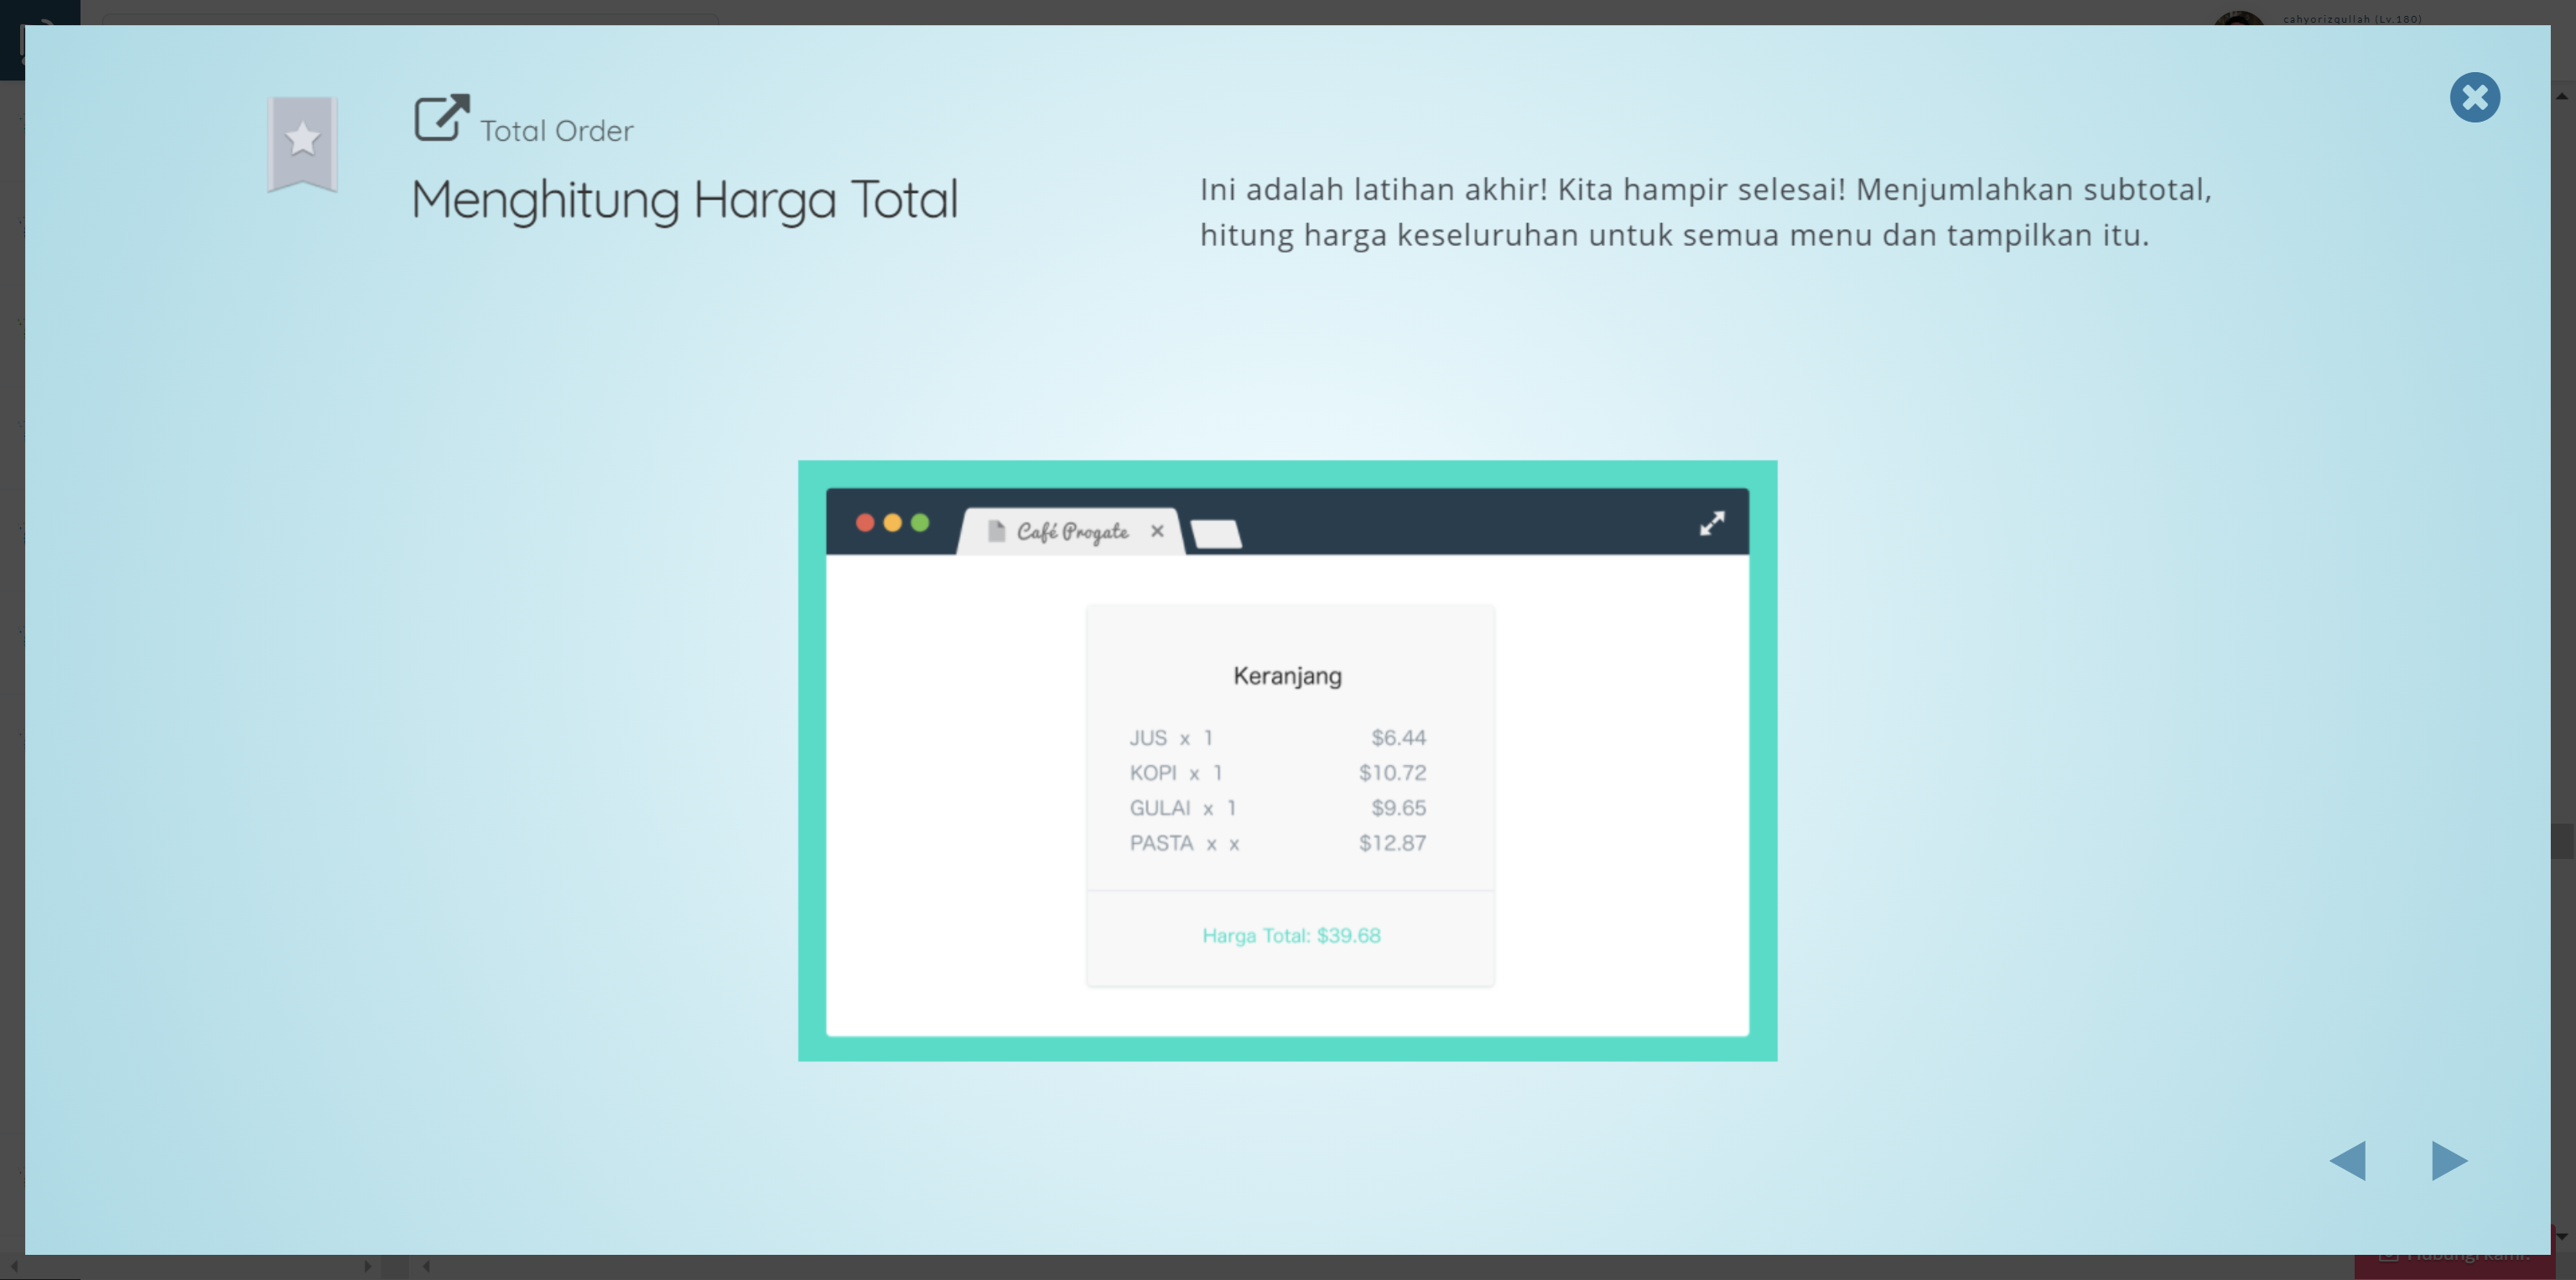 cahyorizqullah (Lv.180)
Total Order
Menghitung Harga Total
Ini adalah latihan akhir! Kita hampir selesai! Menjumlahkan subtotal,
hitung harga keseluruhan untuk semua menu dan tampilkan itu.
Café Progate
Keranjang
JUS x 1 $6.44
KOPI x 1 $10.72
GULAI x 1 $9.65
PASTA x x $12.87
Harga Total: $39.68